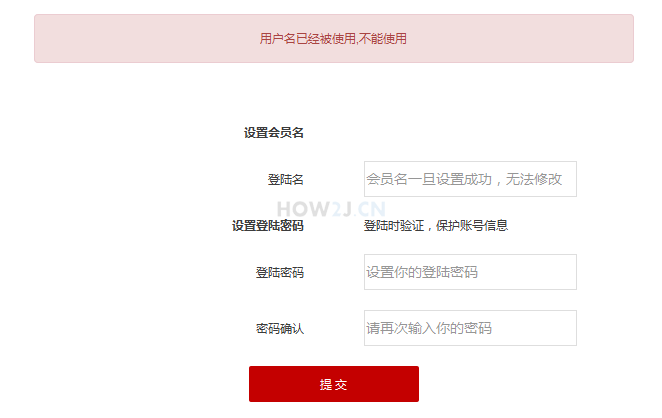 用户名已经被使用,不能使用
设置会员名
登陆名 会员名一旦设置成功，无法修改
HOW2J.CN
设置登陆密码 登陆时验证，保护账号信息
登陆密码 设置你的登陆密码
密码确认 请再次输入你的密码
提 交